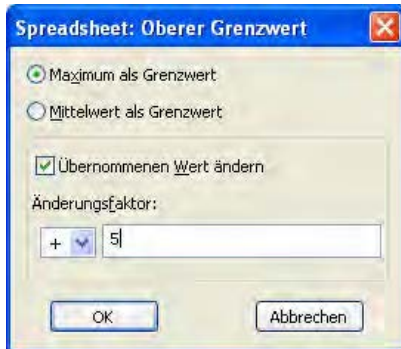 Spreadsheet: Oberer Grenzwert
Maximum als Grenzwert
Mittelwert als Grenzwert
Übernommenen Wert ändern
Änderungsfaktor:
+ 5
OK Abbrechen